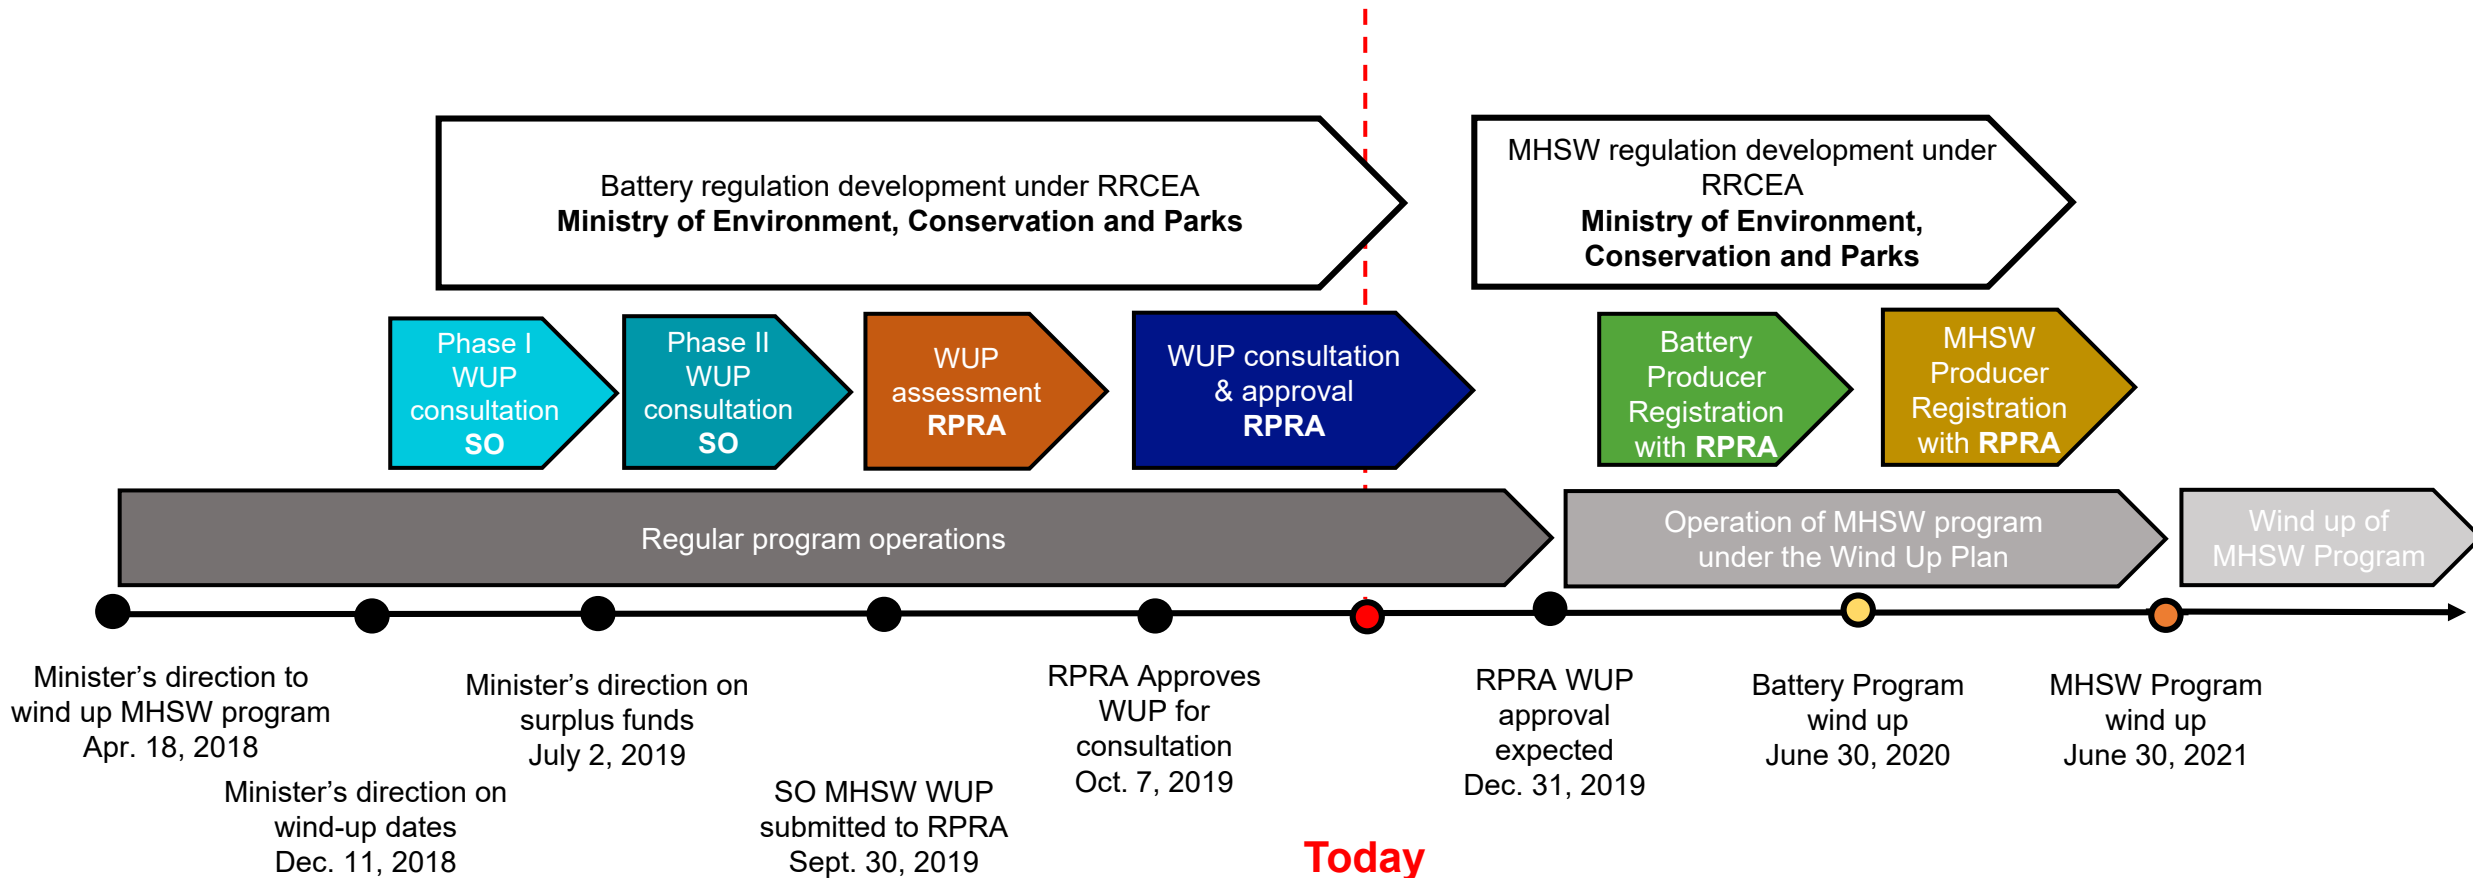 Battery regulation development under RRCEA
Ministry of Environment, Conservation and Parks
MHSW regulation development under
RRCEA
Ministry of Environment,
Conservation and Parks
Phase I
WUP
consultation
SO
Phase II
WUP
consultation
SO
WUP
assessment
RPRA
WUP consultation
& approval
RPRA
Battery
Producer
Registration
with RPRA
MHSW
Producer
Registration
with RPRA
Regular program operations
Operation of MHSW program
under the Wind Up Plan
Wind up of
MHSW Program
Minister’s direction to
wind up MHSW program
Apr. 18, 2018
Minister’s direction on
wind-up dates
Dec. 11, 2018
Minister’s direction on
surplus funds
July 2, 2019
SO MHSW WUP
submitted to RPRA
Sept. 30, 2019
RPRA Approves
WUP for
consultation
Oct. 7, 2019
Today
RPRA WUP
approval
expected
Dec. 31, 2019
Battery Program
wind up
June 30, 2020
MHSW Program
wind up
June 30, 2021